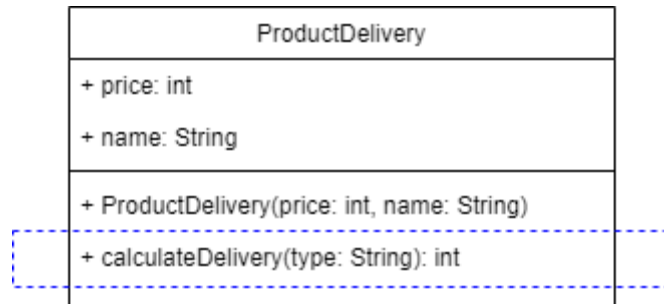 ProductDelivery
+ price: int
+ name: String
+ ProductDelivery(price: int, name: String)
+ calculateDelivery(type: String): int